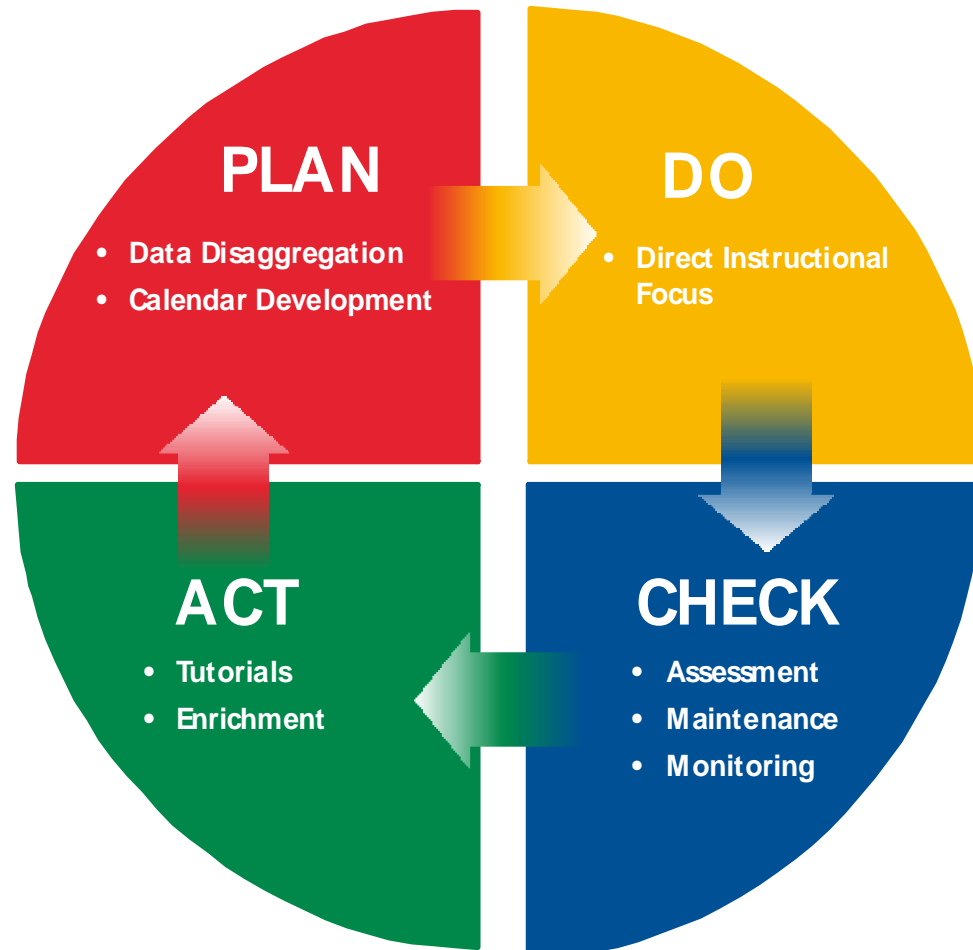 PLAN
• Data Disaggregation
• Calendar Development
DO
• Direct Instructional
Focus
CHECK
• Assessment
• Maintenance
• Monitoring
ACT
• Tutorials
• Enrichment